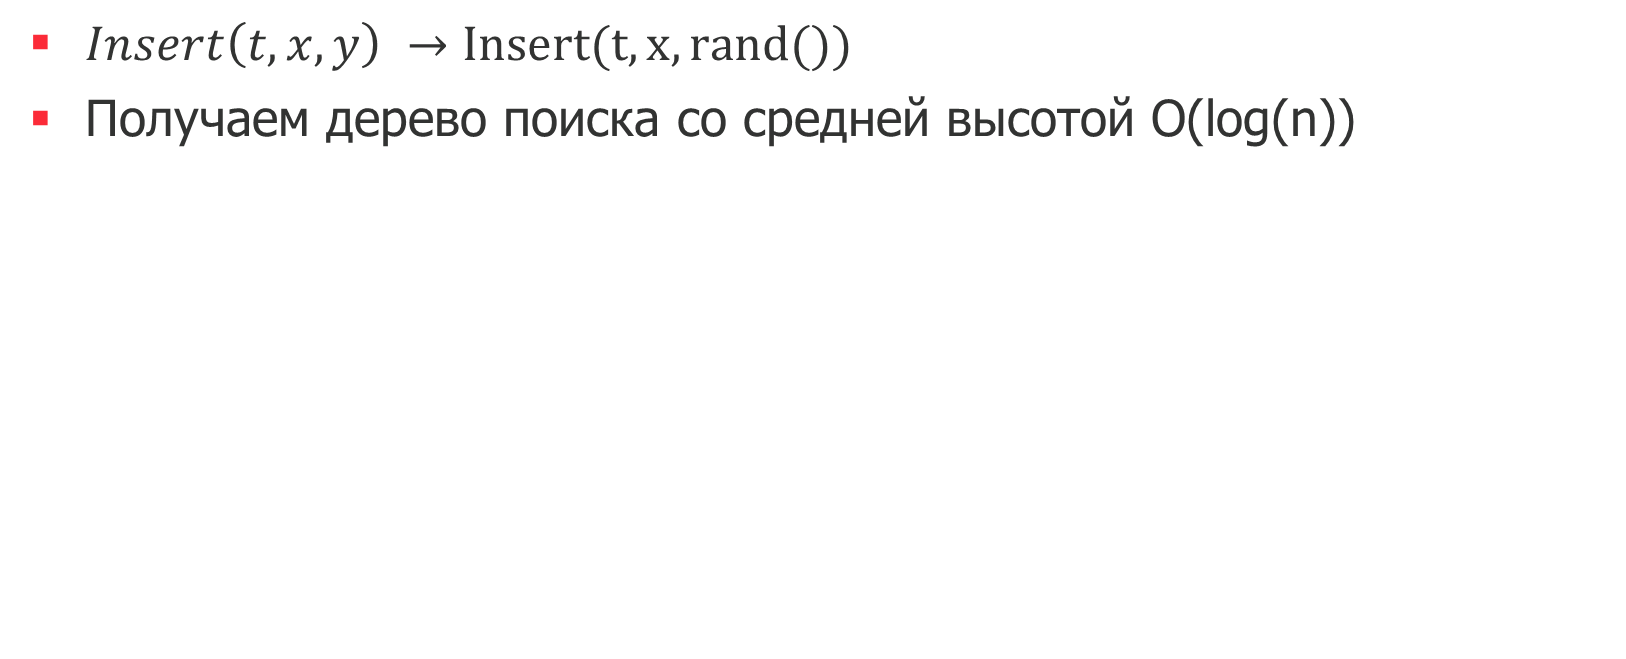 Insert(t, x, y) → Insert(t, x, rand())
Получаем дерево поиска со средней высотой O(log(n))